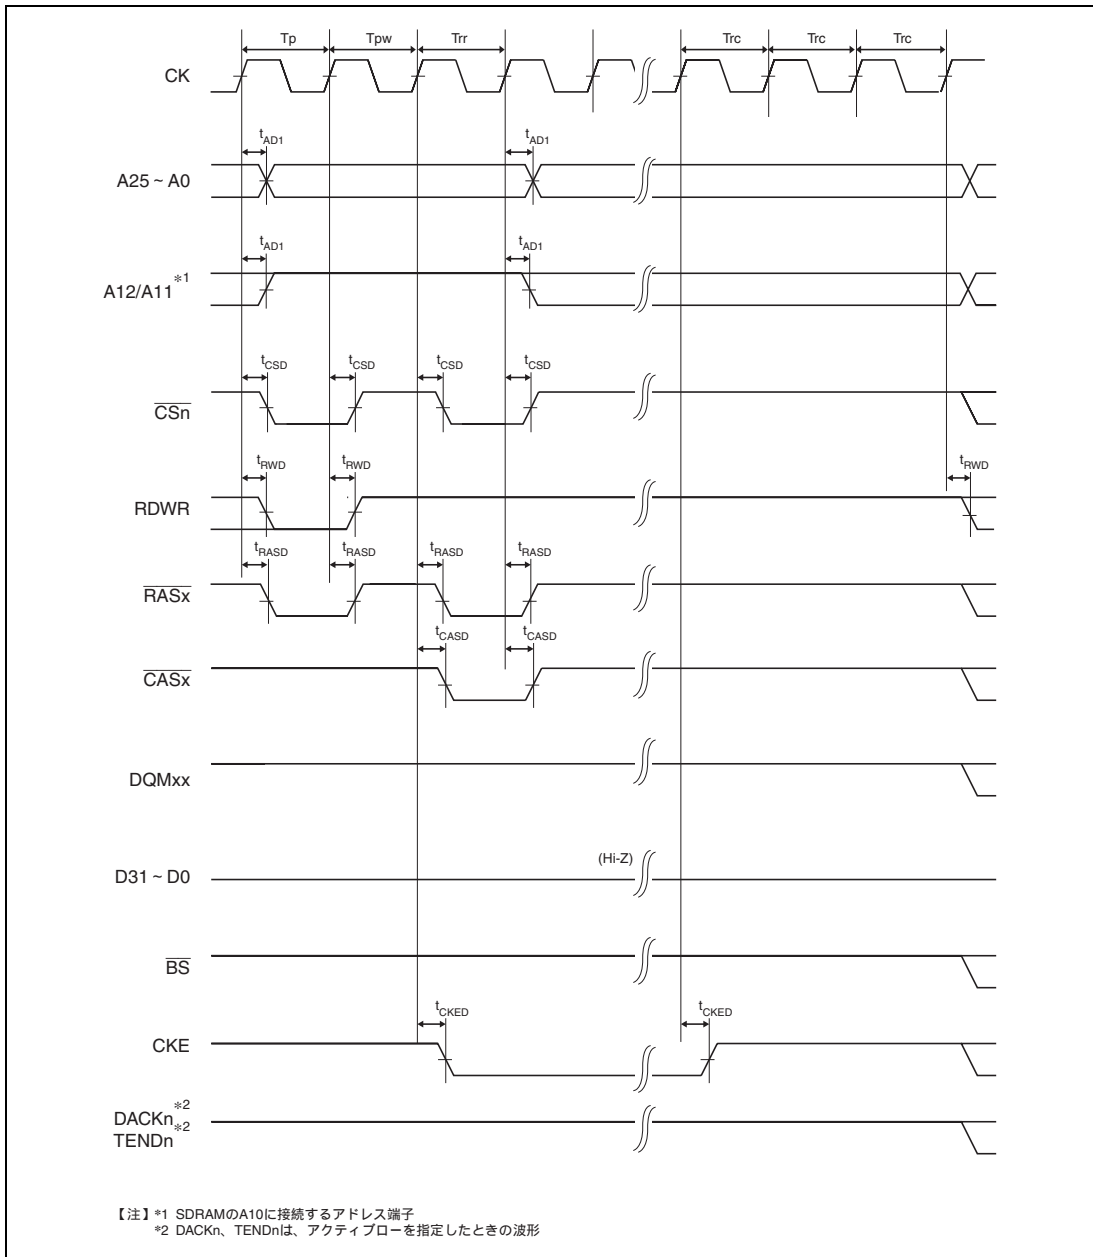 Tp Tpw Trr Trc Trc Trc
CK
tAD1 tAD1
A25 ~ A0
tAD1 tAD1
A12/A11*1
tCSD tCSD tCSD tCSD
CSn
tRWD tRWD tRWD
RDWR
tRASD tRASD tRASD tRASD
RASx
tCASD tCASD
CASx
DQMxx
(Hi-Z)
D31 ~ D0
BS
tCKED tCKED
CKE
DACKn*2
TENDn*2
【注】*1 SDRAMのA10に接続するアドレス端子
*2 DACKn、TENDnは、アクティブローを指定したときの波形